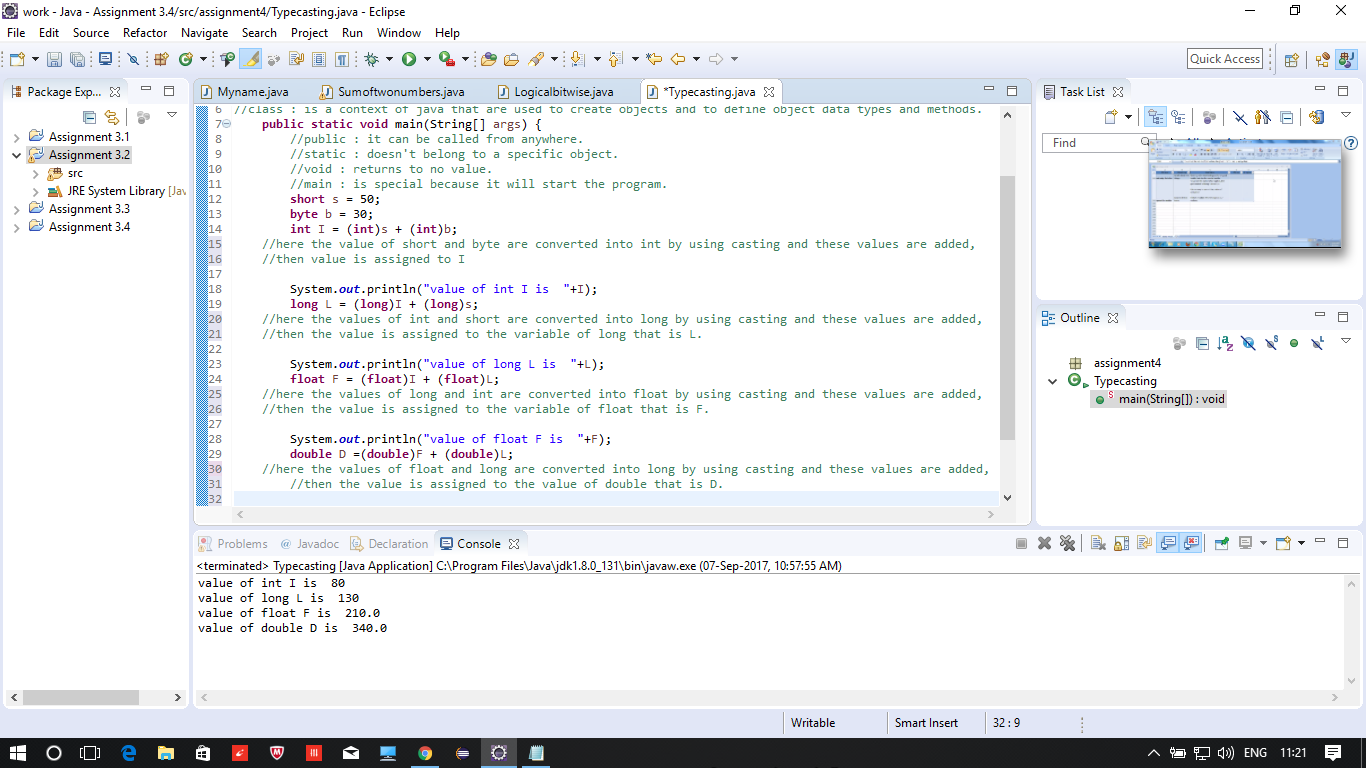 work - Java - Assignment 3.4/src/assignment4/Typecasting.java - Eclipse
File Edit Source Refactor Navigate Search Project Run Window Help
Quick Access
Package Exp...
Assignment 3.1
Assignment 3.2
src
JRE System Library [Jav
Assignment 3.3
Assignment 3.4
Myname.java Sumoftwonumbers.java Logicalbitwise.java *Typecasting.java
6 //class : is a context of java that are used to create objects and to define object data types and methods.
7 public static void main(String[] args) {
8 //public : it can be called from anywhere.
9 //static : doesn't belong to a specific object.
10 //void : returns to no value.
11 //main : is special because it will start the program.
12 short s = 50;
13 byte b = 30;
14 int I = (int)s + (int)b;
15 //here the value of short and byte are converted into int by using casting and these values are added,
16 //then value is assigned to I
17
18 System.out.println("value of int I is  "+I);
19 long L = (long)I + (long)s;
20 //here the values of int and short are converted into long by using casting and these values are added,
21 //then the value is assigned to the variable of long that is L.
22
23 System.out.println("value of long L is  "+L);
24 float F = (float)I + (float)L;
25 //here the values of long and int are converted into float by using casting and these values are added,
26 //then the value is assigned to the variable of float that is F.
27
28 System.out.println("value of float F is  "+F);
29 double D =(double)F + (double)L;
30 //here the values of float and long are converted into long by using casting and these values are added,
31 //then the value is assigned to the value of double that is D.
32
Task List
Find
Outline
assignment4
Typecasting
main(String[]) : void
Problems @ Javadoc Declaration Console
<terminated> Typecasting [Java Application] C:\Program Files\Java\jdk1.8.0_131\bin\javaw.exe (07-Sep-2017, 10:57:55 AM)
value of int I is  80
value of long L is  130
value of float F is  210.0
value of double D is  340.0
Writable Smart Insert 32 : 9
ENG 11:21